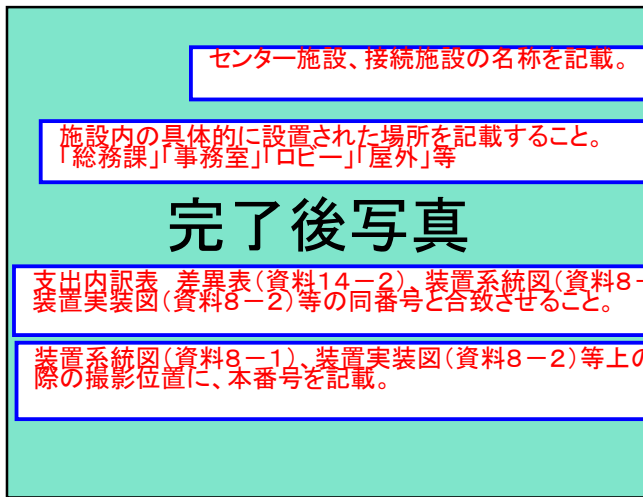 センター施設、接続施設の名称を記載。
施設内の具体的に設置された場所を記載すること。
「総務課」「事務室」「ロビー」「屋外」等
完了後写真
支出内訳表　差異表（資料１４－２）、装置系統図（資料８－
装置実装図（資料８－２）等の同番号と合致させること。
装置系統図（資料８－１）、装置実装図（資料８－２）等上の
際の撮影位置に、本番号を記載。